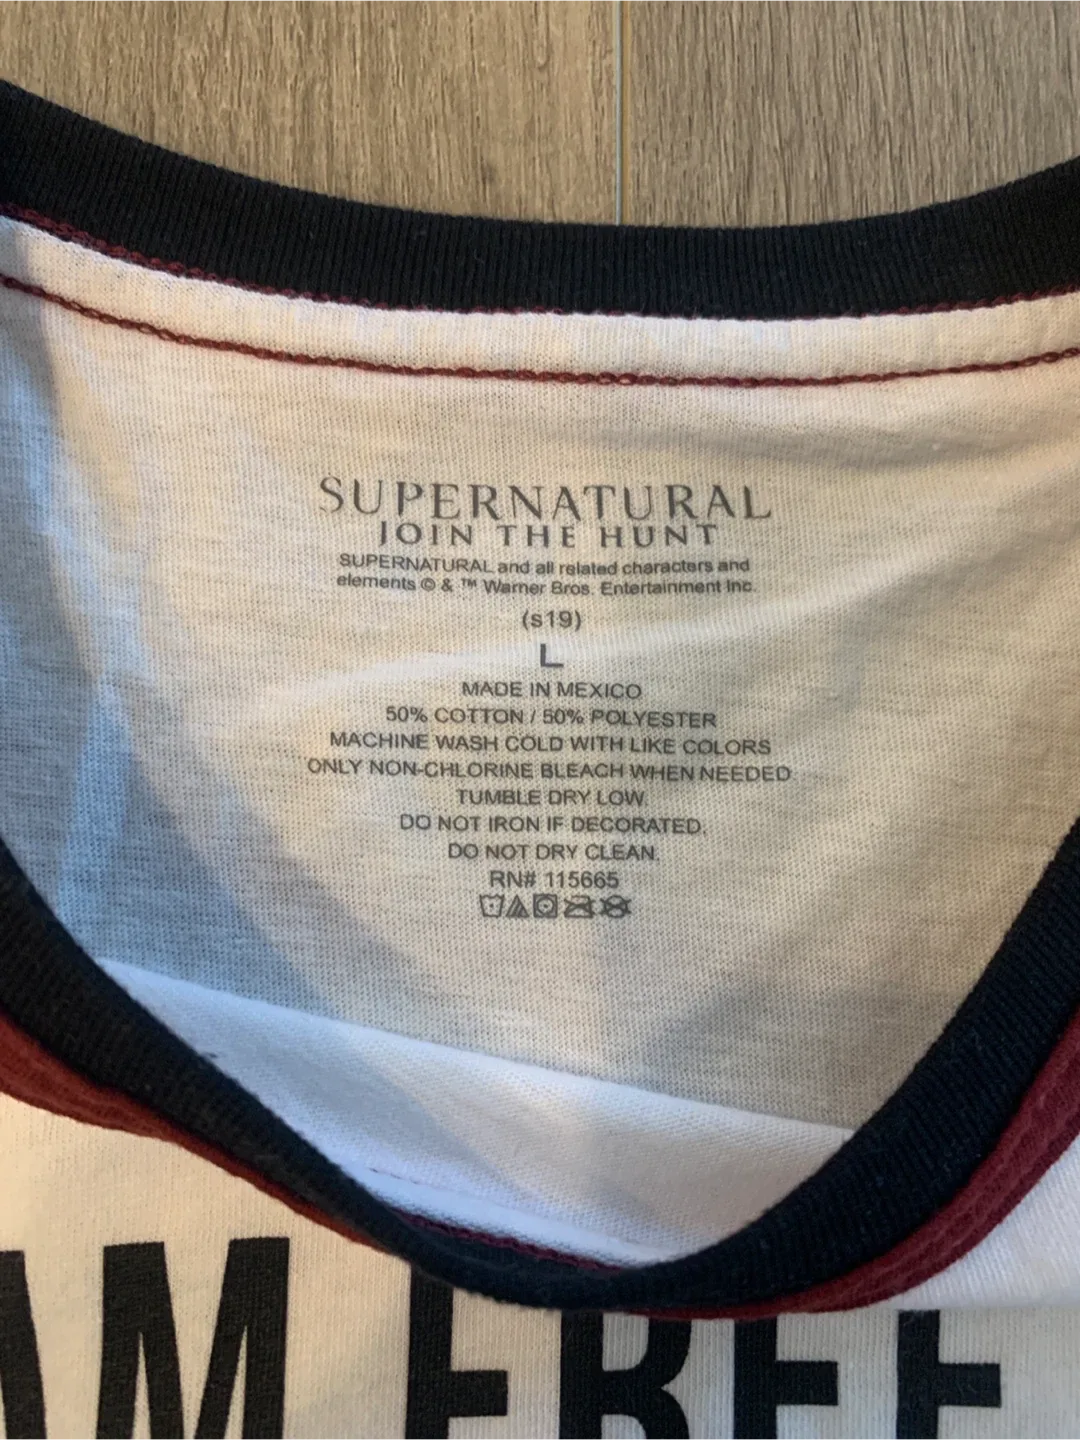 SUPERNATURAL
JOIN THE HUNT
SUPERNATURAL and all related characters and
elements © & ™ Warner Bros. Entertainment Inc.
(s19)
L
MADE IN MEXICO
50% COTTON / 50% POLYESTER
MACHINE WASH COLD WITH LIKE COLORS
ONLY NON-CHLORINE BLEACH WHEN NEEDED
TUMBLE DRY LOW.
DO NOT IRON IF DECORATED.
DO NOT DRY CLEAN.
RN# 115665
AM FREE